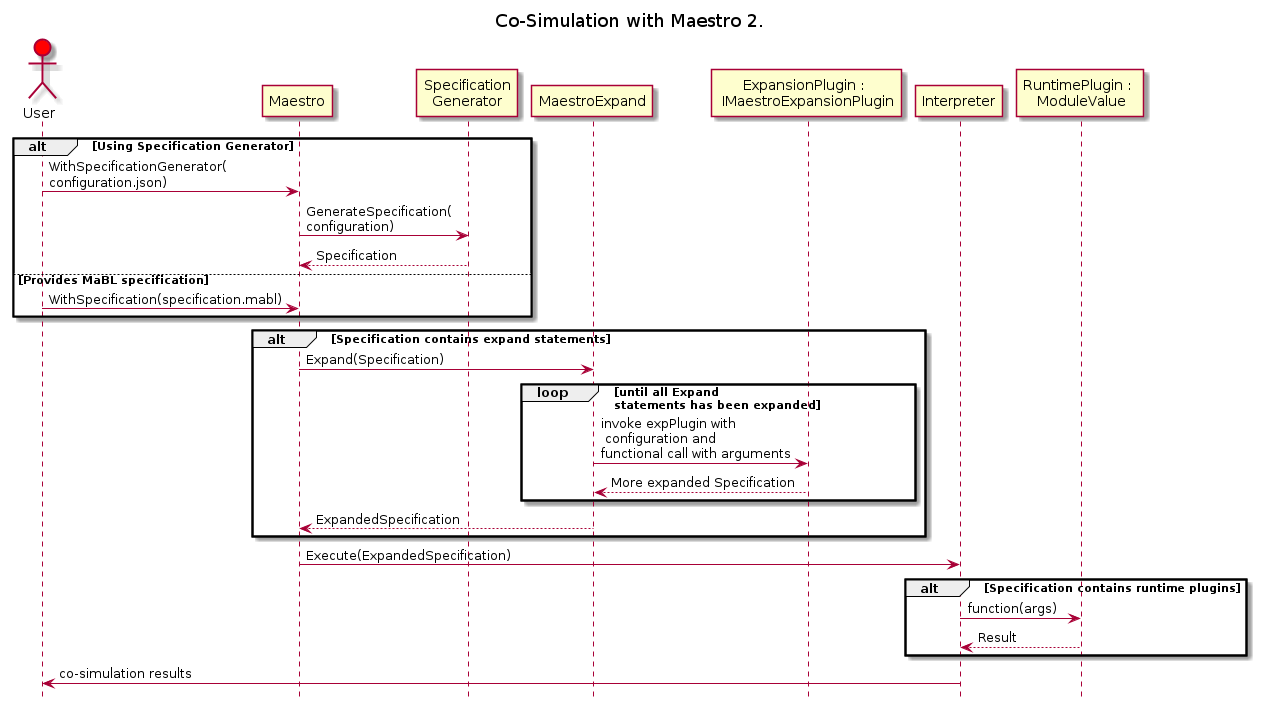 Co-Simulation with Maestro 2.
User
Maestro
Specification
Generator
MaestroExpand
ExpansionPlugin :
IMaestroExpansionPlugin
Interpreter
RuntimePlugin :
ModuleValue
alt [Using Specification Generator]
WithSpecificationGenerator(
configuration.json)
GenerateSpecification(
configuration)
Specification
[Provides MaBL specification]
WithSpecification(specification.mabl)
alt [Specification contains expand statements]
Expand(Specification)
loop [until all Expand
statements has been expanded]
invoke expPlugin with
configuration and
functional call with arguments
More expanded Specification
ExpandedSpecification
Execute(ExpandedSpecification)
alt [Specification contains runtime plugins]
function(args)
Result
co-simulation results